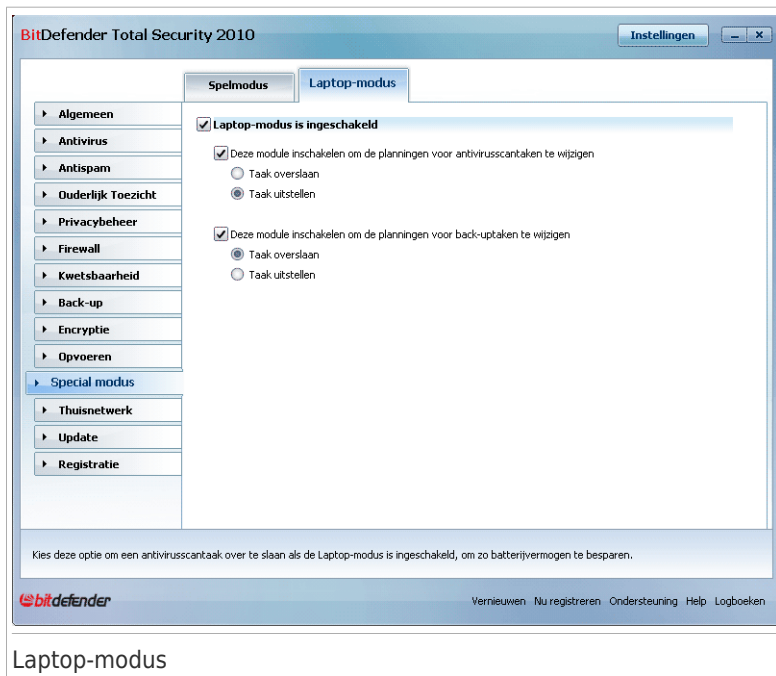 BitDefender Total Security 2010
Instellingen
Spelmodus
Laptop-modus
Algemeen
Antivirus
Antispam
Ouderlijk Toezicht
Privacybeheer
Firewall
Kwetsbaarheid
Back-up
Encryptie
Opvoeren
Special modus
Thuisnetwerk
Update
Registratie
Laptop-modus is ingeschakeld
Deze module inschakelen om de planningen voor antivirusscantaken te wijzigen
Taak overslaan
Taak uitstellen
Deze module inschakelen om de planningen voor back-uptaken te wijzigen
Taak overslaan
Taak uitstellen
Kies deze optie om een antivirusscantaak over te slaan als de Laptop-modus is ingeschakeld, om zo batterijvermogen te besparen.
bitdefender
Vernieuwen Nu registreren Ondersteuning Help Logboeken
Laptop-modus